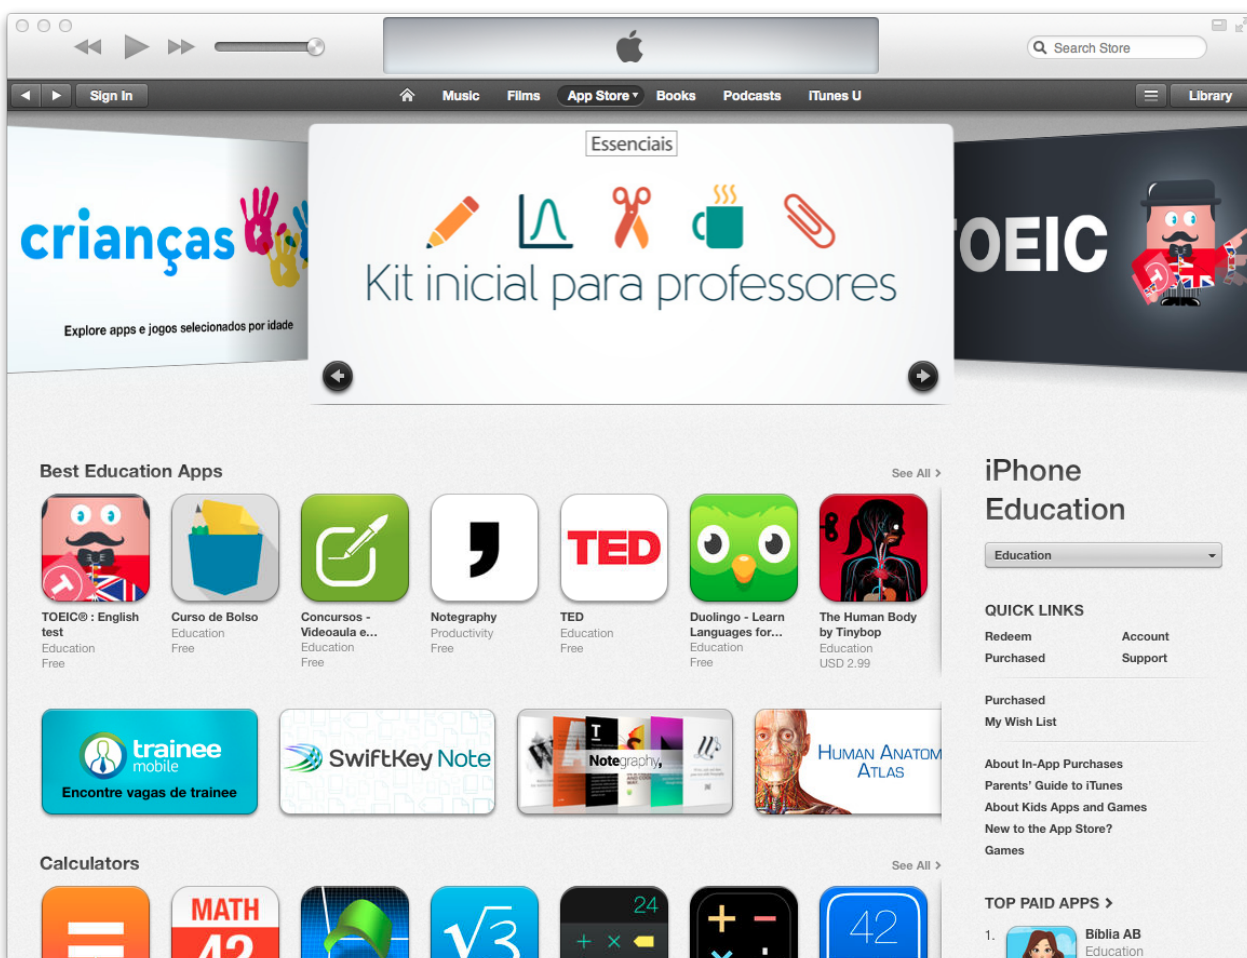 Search Store
Sign In
Music
Films
App Store
Books
Podcasts
iTunes U
Library
crianças
Explore apps e jogos selecionados por idade
Essenciais
Kit inicial para professores
TOEIC
Best Education Apps
See All >
TED
TOEIC® : English
test
Education
Free
Curso de Bolso
Education
Free
Concursos -
Videoaula e...
Education
Free
Notegraphy
Productivity
Free
TED
Education
Free
Duolingo - Learn
Languages for...
Education
Free
The Human Body
by Tinybop
Education
USD 2.99
trainee
mobile
Encontre vagas de trainee
SwiftKey Note
Notegraphy,
HUMAN ANATOM
ATLAS
Calculators
See All >
MATH
42
√3
24
+ ×
+ −
× ÷
42
iPhone
Education
Education
QUICK LINKS
Redeem
Account
Purchased
Support
Purchased
My Wish List
About In-App Purchases
Parents' Guide to iTunes
About Kids Apps and Games
New to the App Store?
Games
TOP PAID APPS >
1.
Bíblia AB
Education